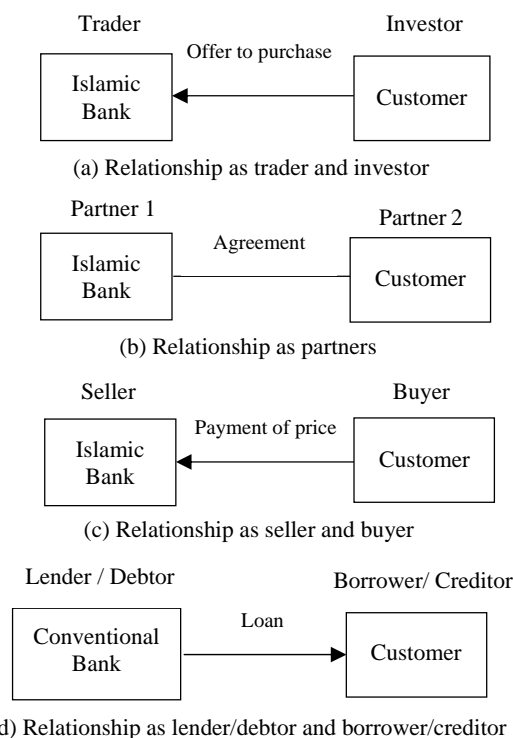 Trader Investor
Offer to purchase
Islamic
Bank
Customer
(a) Relationship as trader and investor
Partner 1 Partner 2
Agreement
Islamic
Bank
Customer
(b) Relationship as partners
Seller Buyer
Payment of price
Islamic
Bank
Customer
(c) Relationship as seller and buyer
Lender / Debtor Borrower/ Creditor
Loan
Conventional
Bank
Customer
d) Relationship as lender/debtor and borrower/creditor